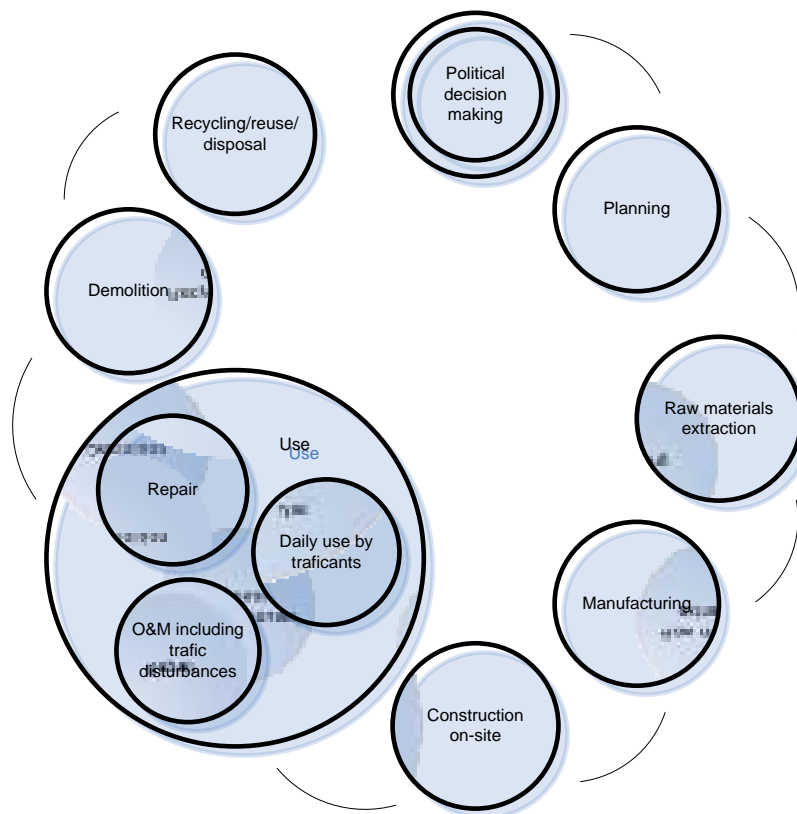 Political
decision
making
Planning
Raw materials
extraction
Manufacturing
Construction
on-site
Use
Use
Repair
Daily use by
traficants
O&M including
trafic
disturbances
Demolition
Recycling/reuse/
disposal